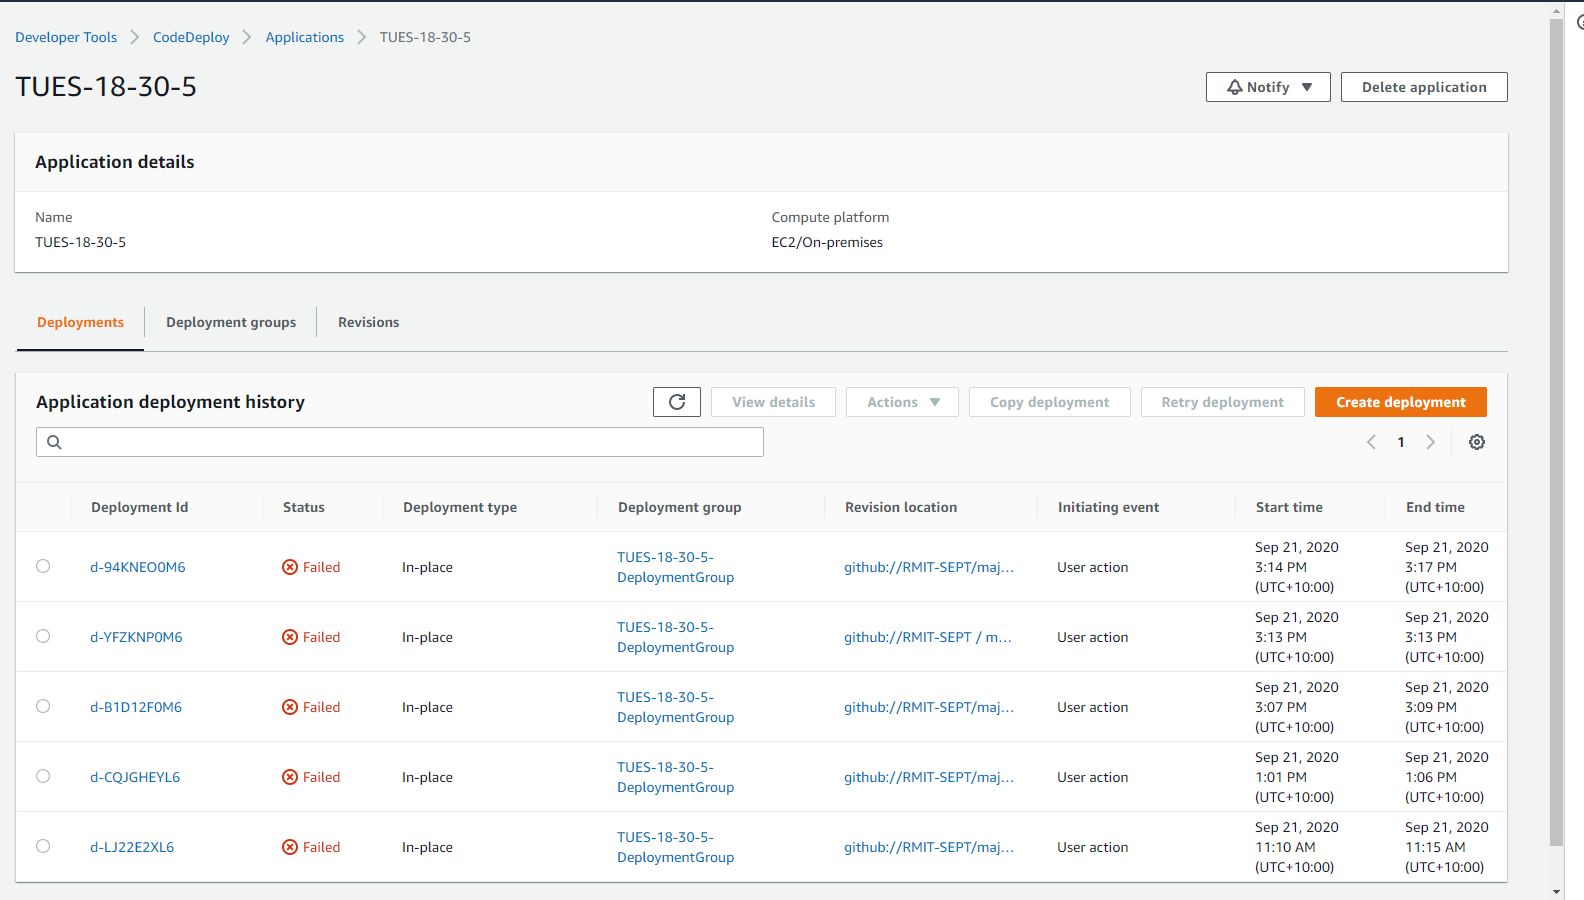 Developer Tools > CodeDeploy > Applications > TUES-18-30-5
TUES-18-30-5
Notify
Delete application
Application details
Name
Compute platform
TUES-18-30-5
EC2/On-premises
Deployments
Deployment groups
Revisions
Application deployment history
View details
Actions
Copy deployment
Retry deployment
Create deployment
1
Deployment Id
Status
Deployment type
Deployment group
Revision location
Initiating event
Start time
End time
d-94KNEO0M6
Failed
In-place
TUES-18-30-5-
DeploymentGroup
github://RMIT-SEPT/maj...
User action
Sep 21, 2020
3:14 PM
(UTC+10:00)
Sep 21, 2020
3:17 PM
(UTC+10:00)
d-YFZKNP0M6
Failed
In-place
TUES-18-30-5-
DeploymentGroup
github://RMIT-SEPT / m...
User action
Sep 21, 2020
3:13 PM
(UTC+10:00)
Sep 21, 2020
3:13 PM
(UTC+10:00)
d-B1D12F0M6
Failed
In-place
TUES-18-30-5-
DeploymentGroup
github://RMIT-SEPT/maj...
User action
Sep 21, 2020
3:07 PM
(UTC+10:00)
Sep 21, 2020
3:09 PM
(UTC+10:00)
d-CQJGHEYL6
Failed
In-place
TUES-18-30-5-
DeploymentGroup
github://RMIT-SEPT/maj...
User action
Sep 21, 2020
1:01 PM
(UTC+10:00)
Sep 21, 2020
1:06 PM
(UTC+10:00)
d-LJ22E2XL6
Failed
In-place
TUES-18-30-5-
DeploymentGroup
github://RMIT-SEPT/maj...
User action
Sep 21, 2020
11:10 AM
(UTC+10:00)
Sep 21, 2020
11:15 AM
(UTC+10:00)